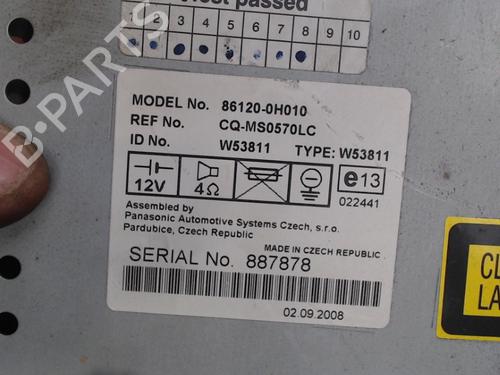 passed
3 4 5 6 7 8 9 10
MODEL No. 86120-0H010
REF No. CQ-MS0570LC
ID No. W53811 TYPE: W53811
12V 4Ω e13
022441
Assembled by
Panasonic Automotive Systems Czech, s.r.o.
Pardubice, Czech Republic
MADE IN CZECH REPUBLIC
SERIAL No. 887878
02.09.2008
B-PARTS